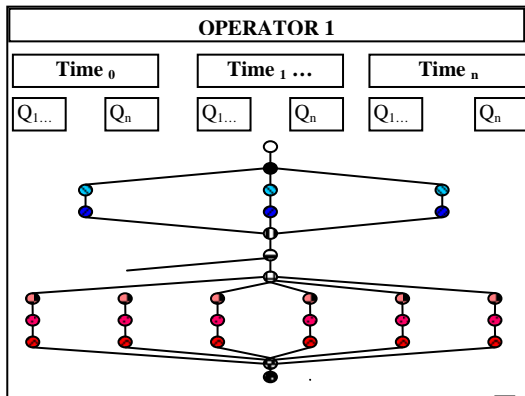 OPERATOR 1
Time 0 Time 1 … Time n
Q1… Qn Q1… Qn Q1… Qn